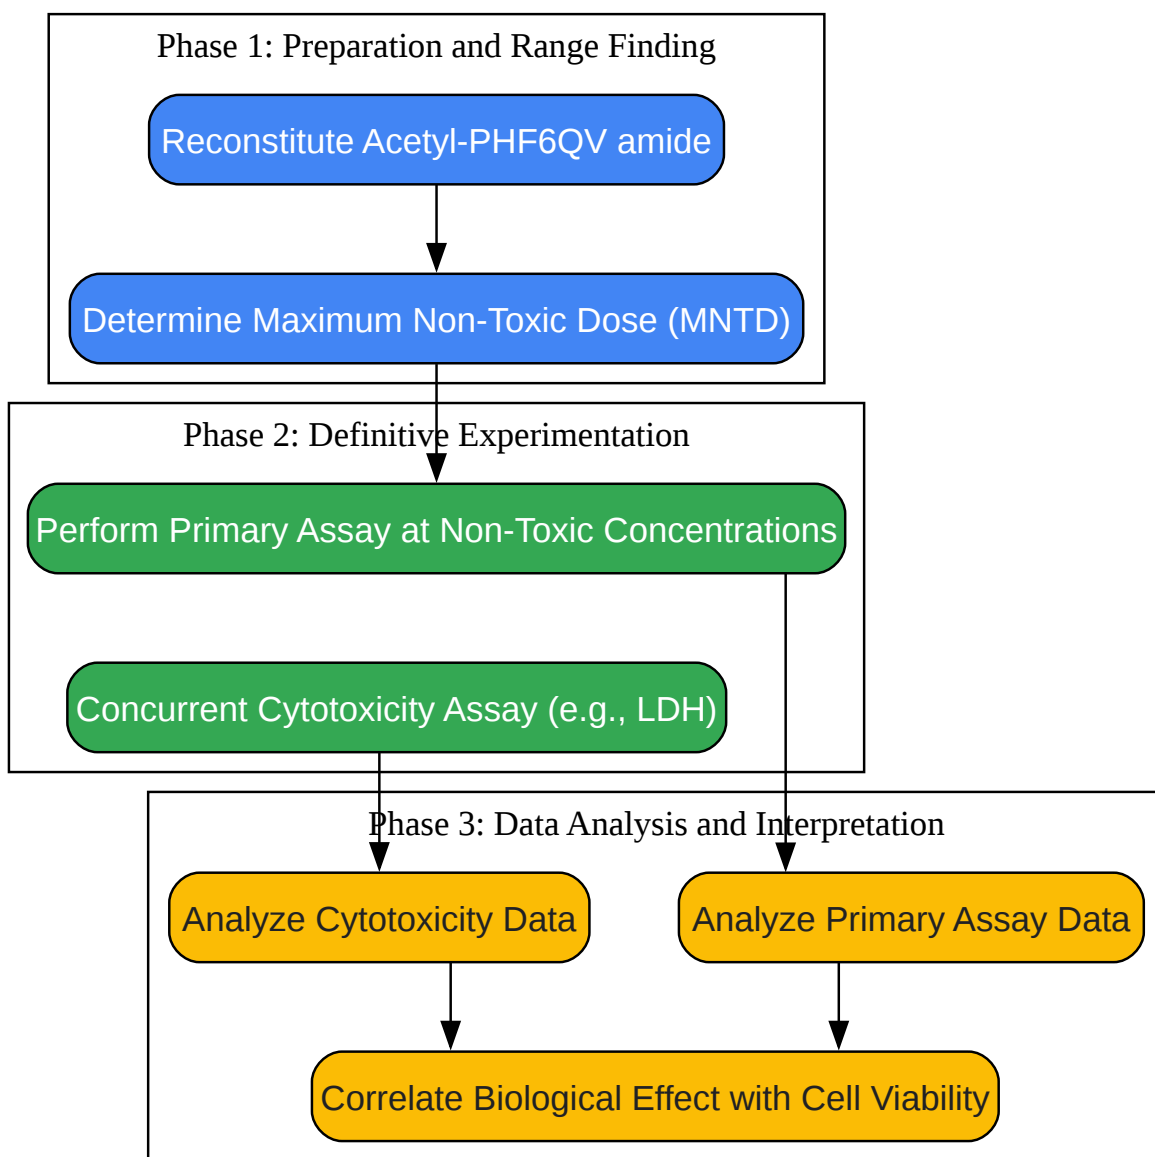 Phase 1: Preparation and Range Finding
Reconstitute Acetyl-PHF6QV amide
Determine Maximum Non-Toxic Dose (MNTD)
Phase 2: Definitive Experimentation
Perform Primary Assay at Non-Toxic Concentrations
Concurrent Cytotoxicity Assay (e.g., LDH)
Phase 3: Data Analysis and Interpretation
Analyze Cytotoxicity Data
Analyze Primary Assay Data
Correlate Biological Effect with Cell Viability